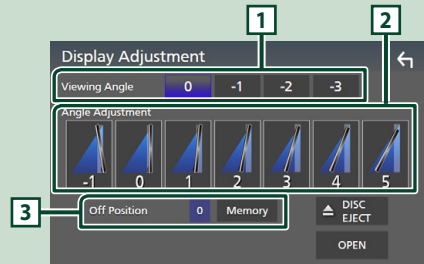 1
2
Display Adjustment
Viewing Angle 0 -1 -2 -3
Angle Adjustment
-1 0 1 2 3 4 5
3
Off Position 0 Memory
DISC
EJECT
OPEN